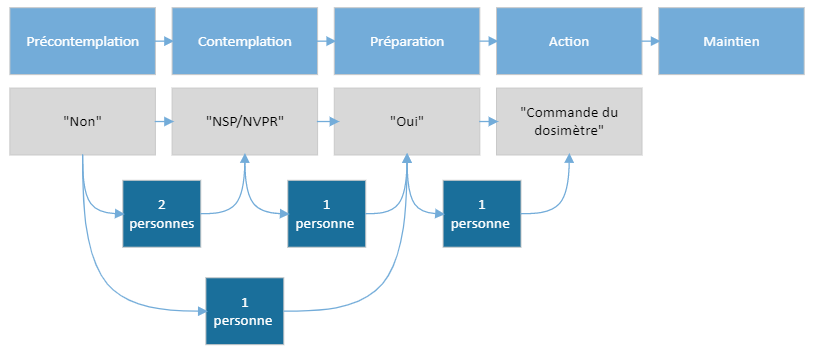 Précontemplation
Contemplation
Préparation
Action
Maintien
"Non"
"NSP/NVPR"
"Oui"
"Commande du
dosimètre"
2
personnes
1
personne
1
personne
1
personne